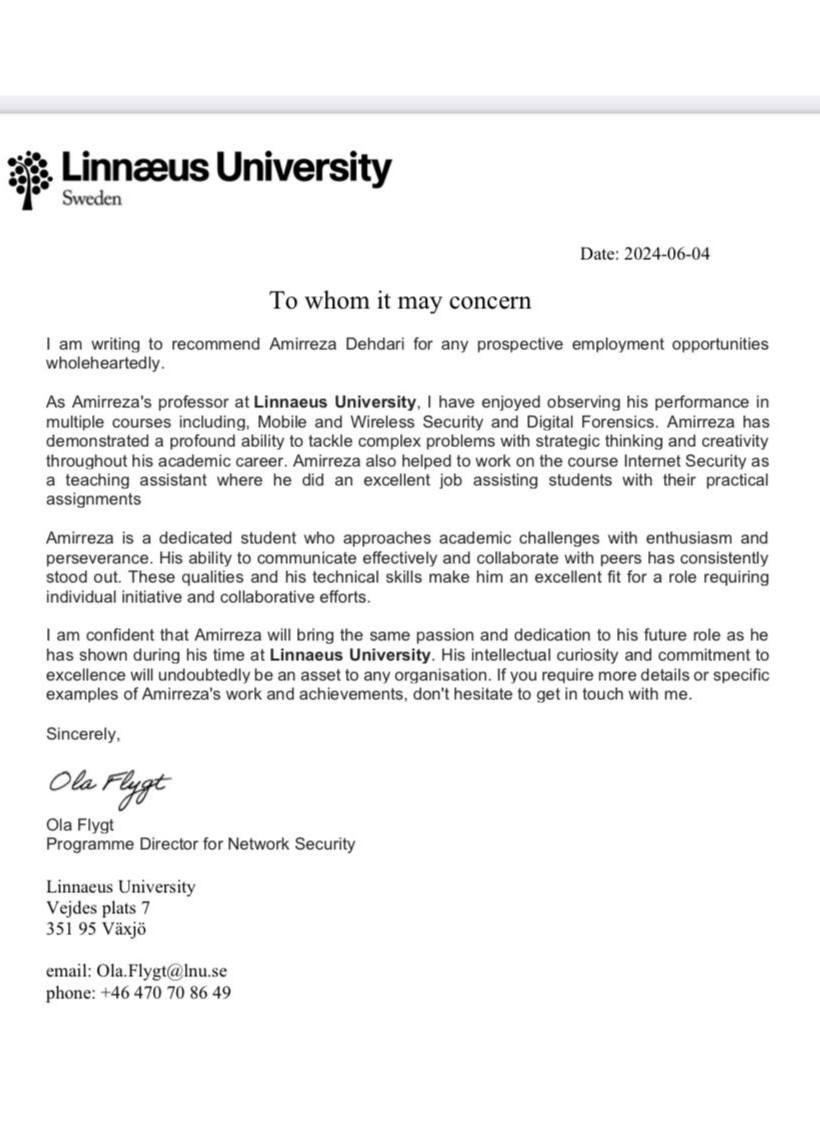 Linnæus University
Sweden
Date: 2024-06-04
To whom it may concern
I am writing to recommend Amirreza Dehdari for any prospective employment opportunities
wholeheartedly.
As Amirreza's professor at Linnaeus University, I have enjoyed observing his performance in
multiple courses including, Mobile and Wireless Security and Digital Forensics. Amirreza has
demonstrated a profound ability to tackle complex problems with strategic thinking and creativity
throughout his academic career. Amirreza also helped to work on the course Internet Security as
a teaching assistant where he did an excellent job assisting students with their practical
assignments
Amirreza is a dedicated student who approaches academic challenges with enthusiasm and
perseverance. His ability to communicate effectively and collaborate with peers has consistently
stood out. These qualities and his technical skills make him an excellent fit for a role requiring
individual initiative and collaborative efforts.
I am confident that Amirreza will bring the same passion and dedication to his future role as he
has shown during his time at Linnaeus University. His intellectual curiosity and commitment to
excellence will undoubtedly be an asset to any organisation. If you require more details or specific
examples of Amirreza's work and achievements, don't hesitate to get in touch with me.
Sincerely,
Ola Flygt
Ola Flygt
Programme Director for Network Security
Linnaeus University
Vejdes plats 7
351 95 Växjö
email: Ola.Flygt@lnu.se
phone: +46 470 70 86 49